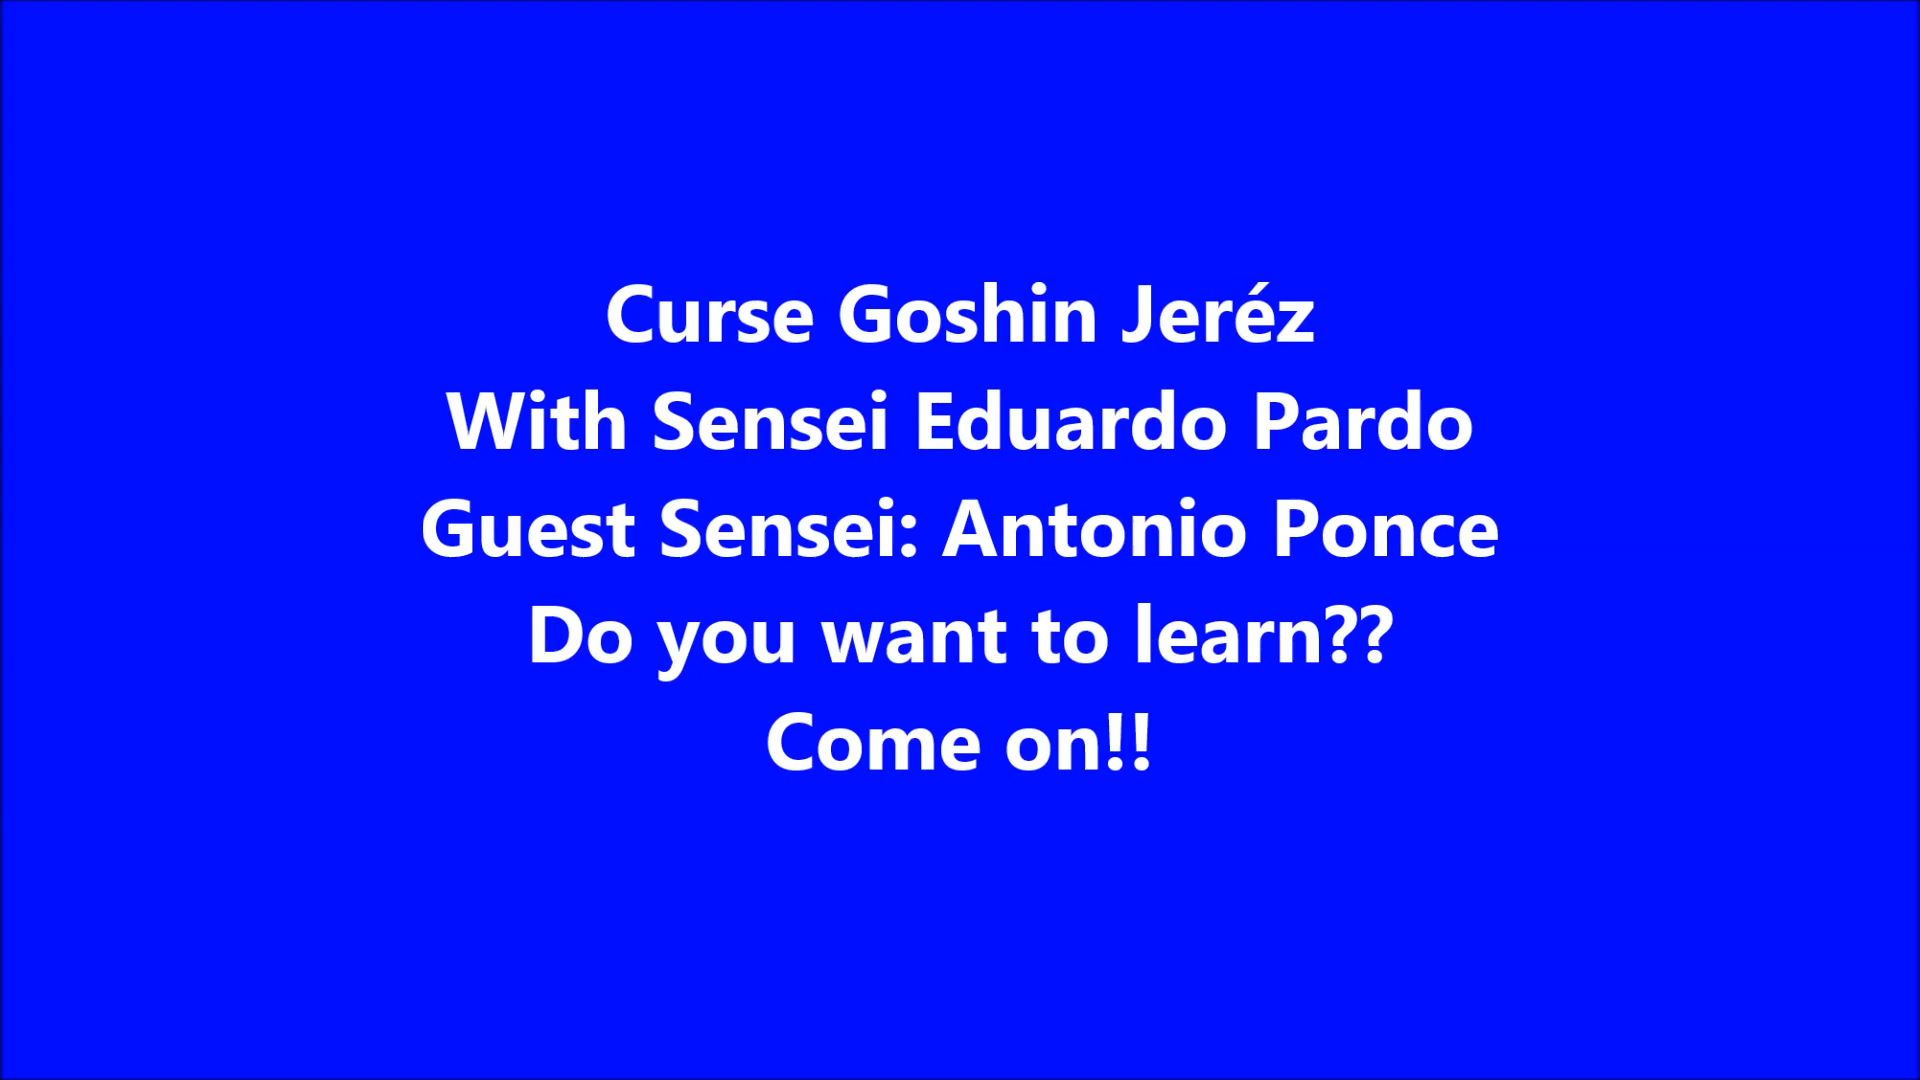 Curse Goshin Jeréz
With Sensei Eduardo Pardo
Guest Sensei: Antonio Ponce
Do you want to learn??
Come on!!